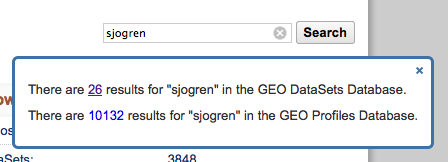 sjogren Search
There are 26 results for "sjogren" in the GEO DataSets Database.
There are 10132 results for "sjogren" in the GEO Profiles Database.
3848